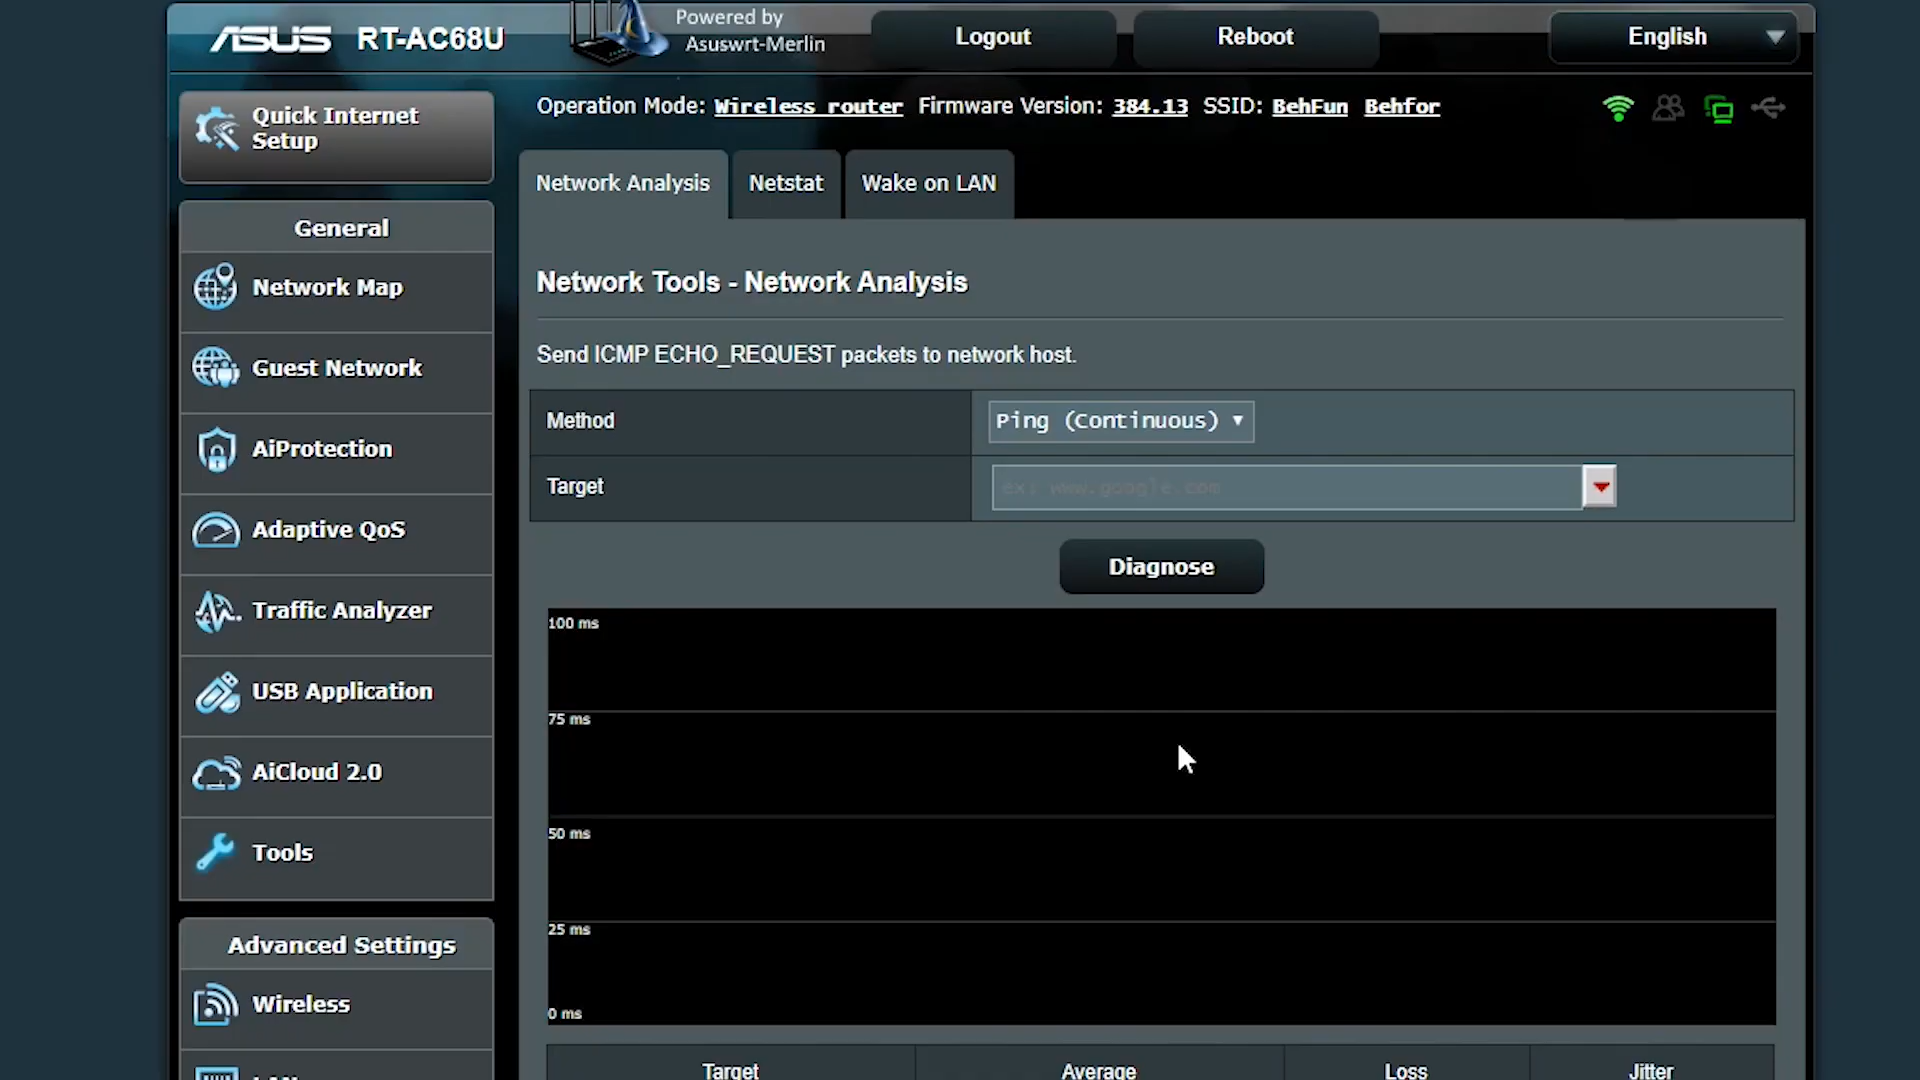 ASUS RT-AC68U
Powered by
Asuswrt-Merlin
Logout
Reboot
English
Quick Internet
Setup
Operation Mode: Wireless router Firmware Version: 384.13 SSID: BehFun Behfor
Network Analysis
Netstat
Wake on LAN
General
Network Map
Guest Network
AiProtection
Adaptive QoS
Traffic Analyzer
USB Application
AiCloud 2.0
Tools
Advanced Settings
Wireless
Network Tools - Network Analysis
Send ICMP ECHO_REQUEST packets to network host.
Method
Ping (Continuous)
Target
ex: www.google.com
Diagnose
100 ms
75 ms
50 ms
25 ms
0 ms
Target
Average
Loss
Jitter